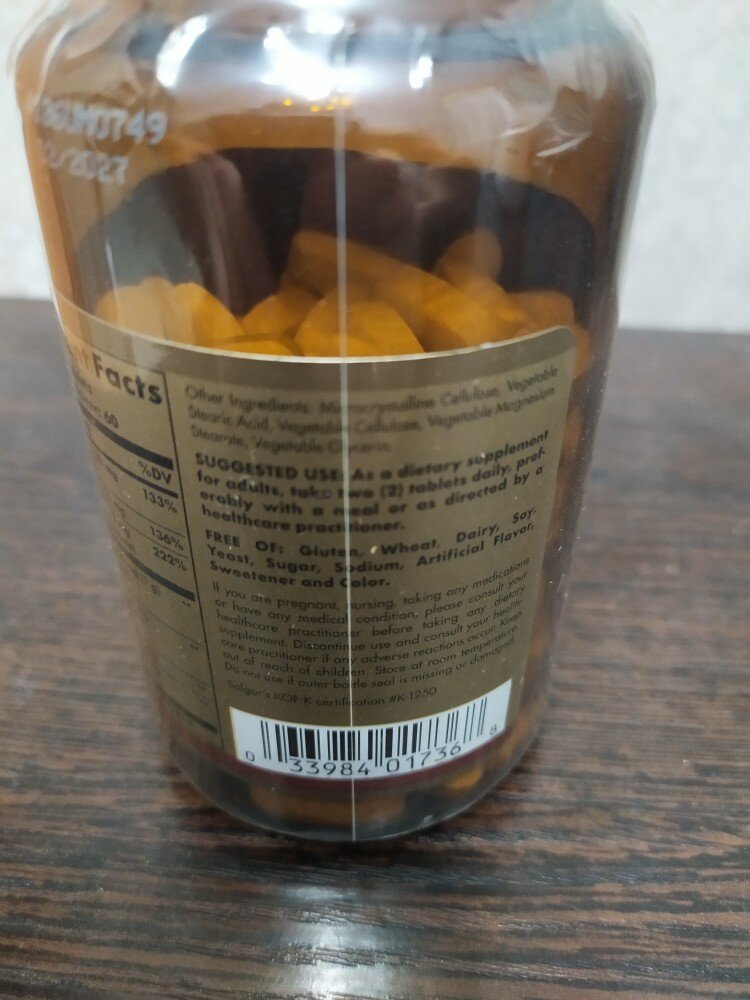 GUM3749
2/2027
Facts
60
%DV
133%
136%
222%
(1 g)
**
**
**
Other Ingredients: Microcrystalline Cellulose, Vegetable
Stearic Acid, Vegetable Cellulose, Vegetable Magnesium
Stearate, Vegetable Glycerin.
SUGGESTED USE: As a dietary supplement
for adults, take two (2) tablets daily, pref-
erably with a meal or as directed by a
healthcare practitioner.
FREE OF: Gluten, Wheat, Dairy, Soy,
Yeast, Sugar, Sodium, Artificial Flavor,
Sweetener and Color.
If you are pregnant, nursing, taking any medications
or have any medical condition, please consult your
healthcare practitioner before taking any dietary
supplement. Discontinue use and consult your health-
care practitioner if any adverse reactions occur. Keep
out of reach of children. Store at room temperature.
Do not use if outer bottle seal is missing or damaged.
Solgar's KOF-K certification #K-1250
0 33984 01736 8